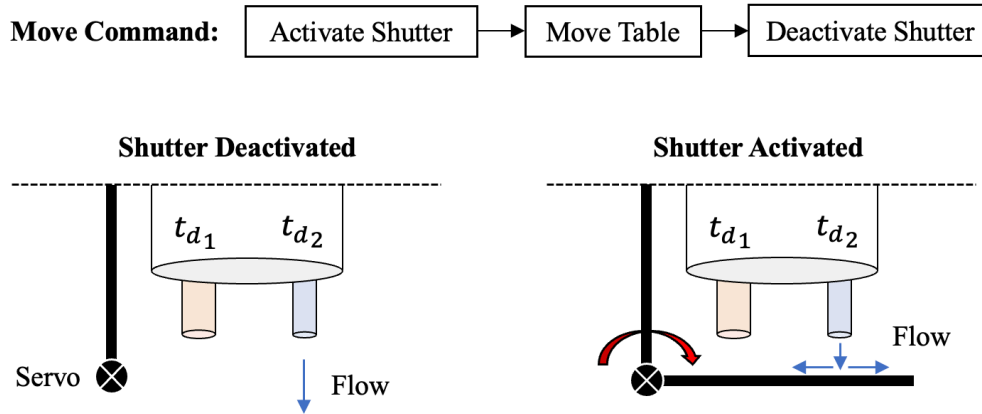 Move Command: Activate Shutter Move Table Deactivate Shutter
Shutter Deactivated Shutter Activated
t_{d_1} t_{d_2} t_{d_1} t_{d_2}
Flow
Servo Flow